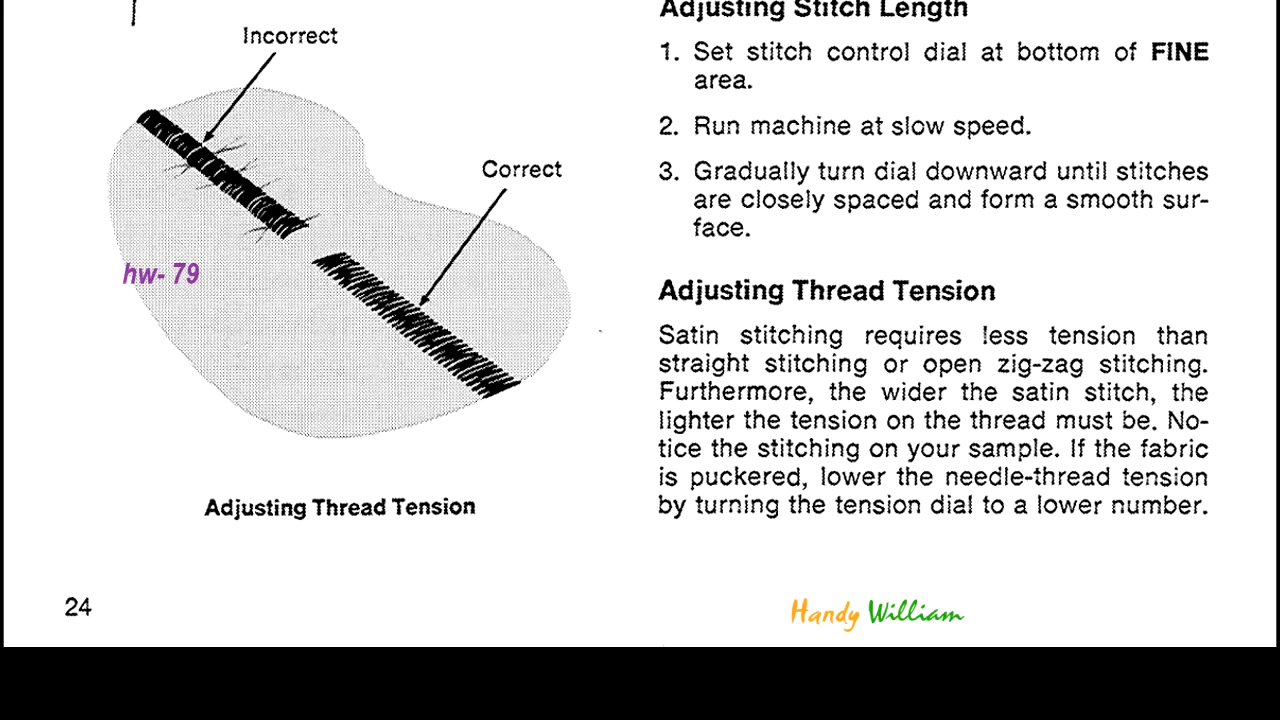 Incorrect
Correct
hw- 79
Adjusting Thread Tension
24
Adjusting Stitch Length
1. Set stitch control dial at bottom of FINE
area.
2. Run machine at slow speed.
3. Gradually turn dial downward until stitches
are closely spaced and form a smooth sur-
face.
Adjusting Thread Tension
Satin stitching requires less tension than
straight stitching or open zig-zag stitching.
Furthermore, the wider the satin stitch, the
lighter the tension on the thread must be. No-
tice the stitching on your sample. If the fabric
is puckered, lower the needle-thread tension
by turning the tension dial to a lower number.
Handy William